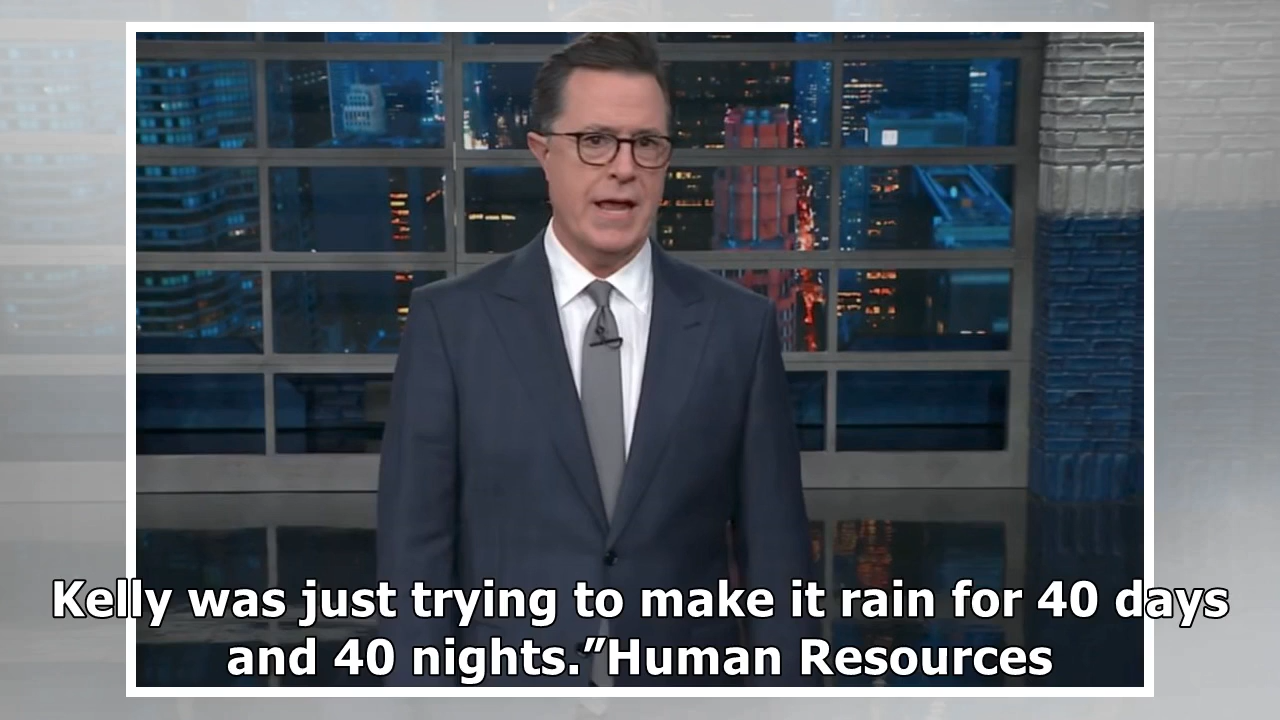 Kelly was just trying to make it rain for 40 days
and 40 nights.”Human Resources